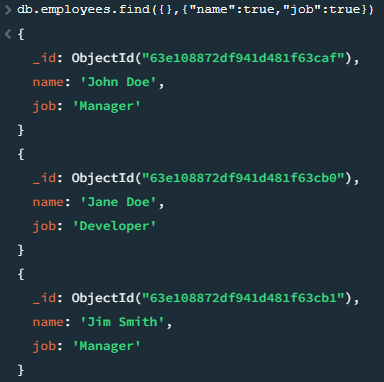 db.employees.find({},{"name":true,"job":true})
{
_id: ObjectId("63e108872df941d481f63caf"),
name: 'John Doe',
job: 'Manager'
}
{
_id: ObjectId("63e108872df941d481f63cb0"),
name: 'Jane Doe',
job: 'Developer'
}
{
_id: ObjectId("63e108872df941d481f63cb1"),
name: 'Jim Smith',
job: 'Manager'
}